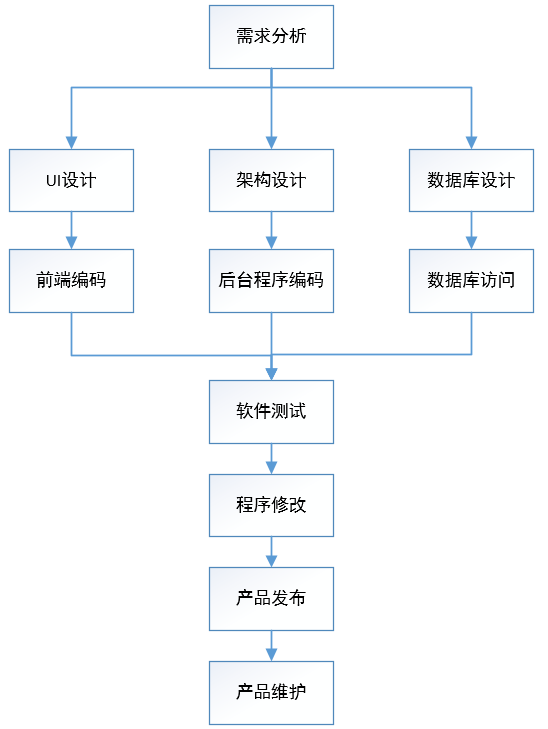 需求分析
UI设计
架构设计
数据库设计
前端编码
后台程序编码
数据库访问
软件测试
程序修改
产品发布
产品维护